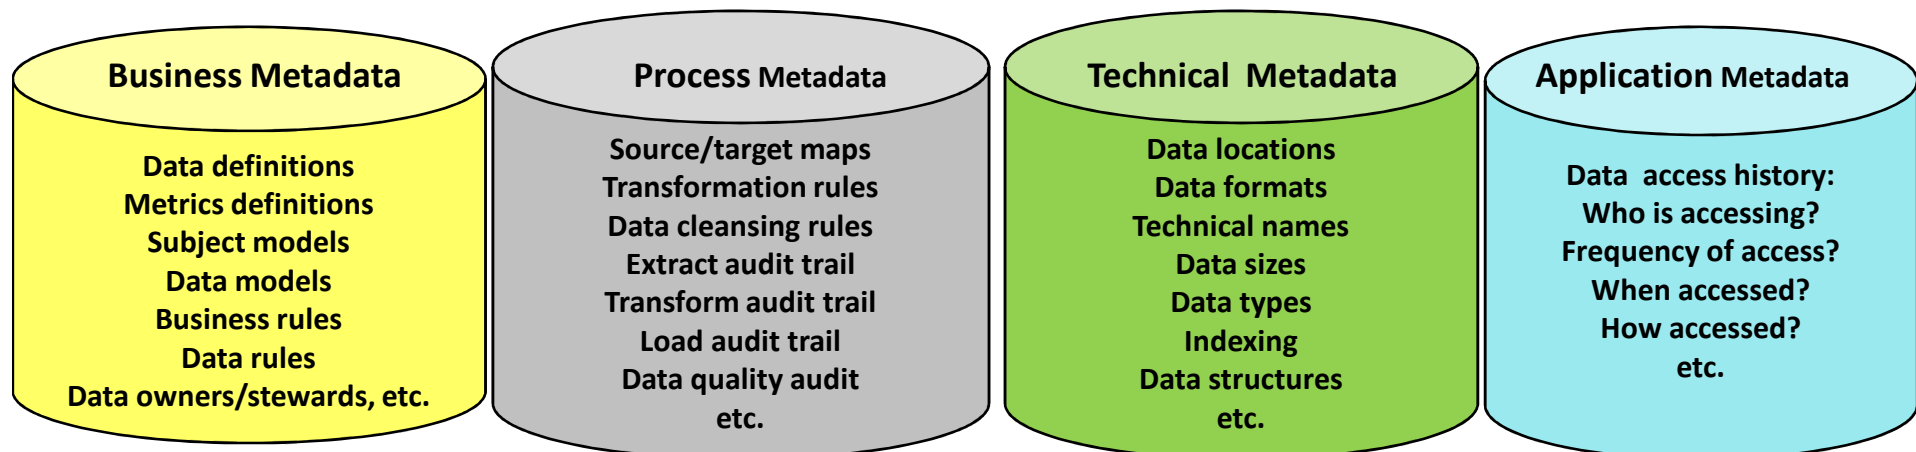 Business Metadata
Data definitions
Metrics definitions
Subject models
Data models
Business rules
Data rules
Data owners/stewards, etc.
Process Metadata
Source/target maps
Transformation rules
Data cleansing rules
Extract audit trail
Transform audit trail
Load audit trail
Data quality audit
etc.
Technical Metadata
Data locations
Data formats
Technical names
Data sizes
Data types
Indexing
Data structures
etc.
Application Metadata
Data access history:
Who is accessing?
Frequency of access?
When accessed?
How accessed?
etc.